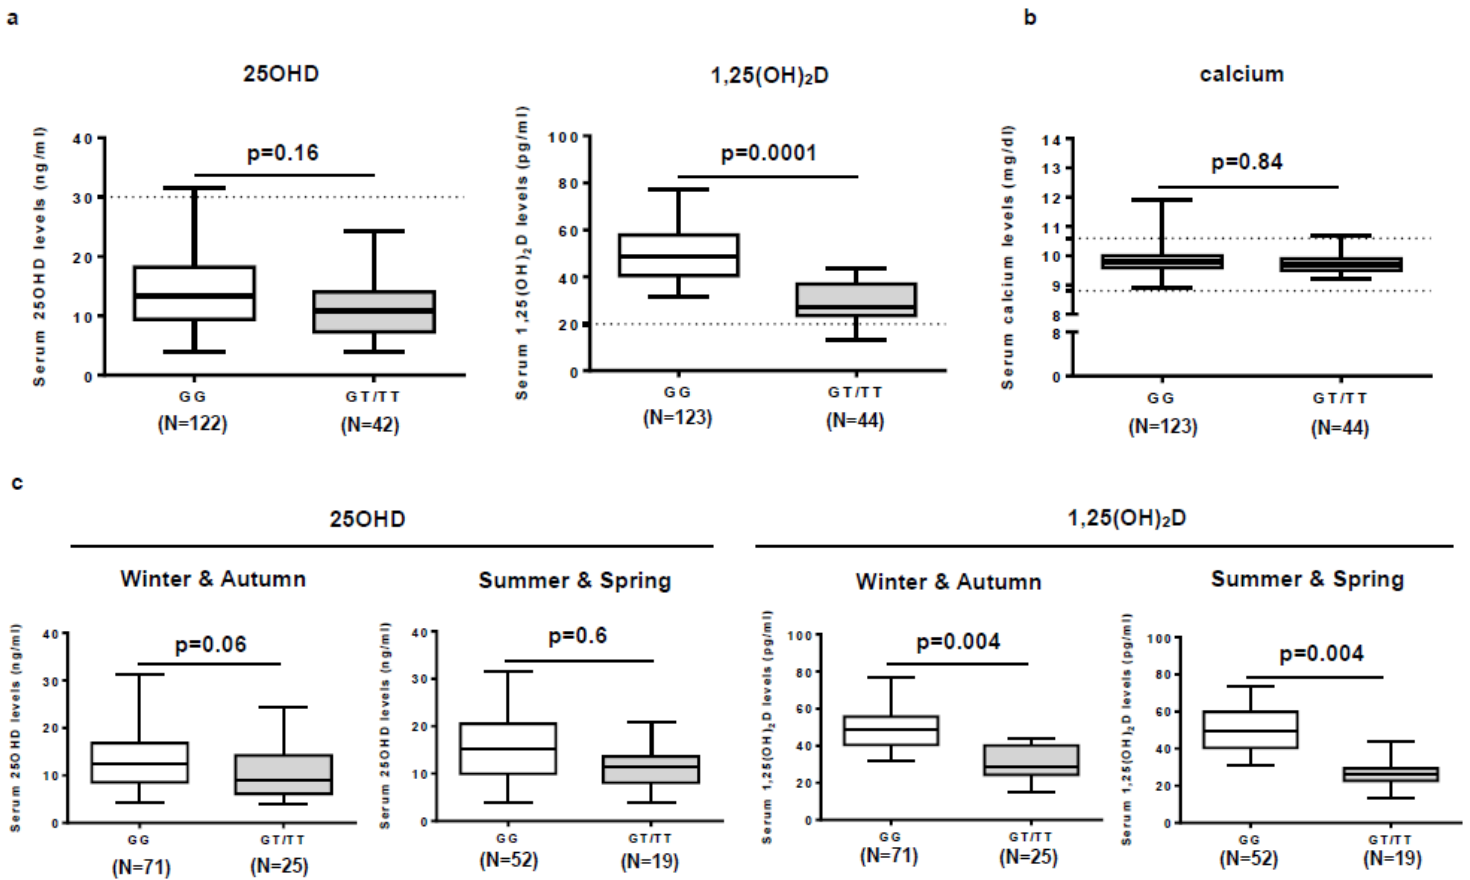 a
b
25OHD
1,25(OH)₂D
calcium
Serum 25OHD levels (ng/ml)
40
30
20
10
0
p=0.16
GG
GT/TT
(N=122)
(N=42)
Serum 1,25(OH)₂D levels (pg/ml)
100
80
60
40
20
0
p=0.0001
GG
GT/TT
(N=123)
(N=44)
Serum calcium levels (mg/dl)
14
13
12
11
10
9
8
8
0
p=0.84
GG
GT/TT
(N=123)
(N=44)
c
25OHD
1,25(OH)₂D
Winter & Autumn
Summer & Spring
Winter & Autumn
Summer & Spring
Serum 25OHD levels (ng/ml)
40
30
20
10
0
p=0.06
GG
GT/TT
(N=71)
(N=25)
Serum 25OHD levels (ng/ml)
40
30
20
10
0
p=0.6
GG
GT/TT
(N=52)
(N=19)
Serum 1,25(OH)₂D levels (pg/ml)
100
80
60
40
20
0
p=0.004
GG
GT/TT
(N=71)
(N=25)
Serum 1,25(OH)₂D levels (pg/ml)
100
80
60
40
20
0
p=0.004
GG
GT/TT
(N=52)
(N=19)